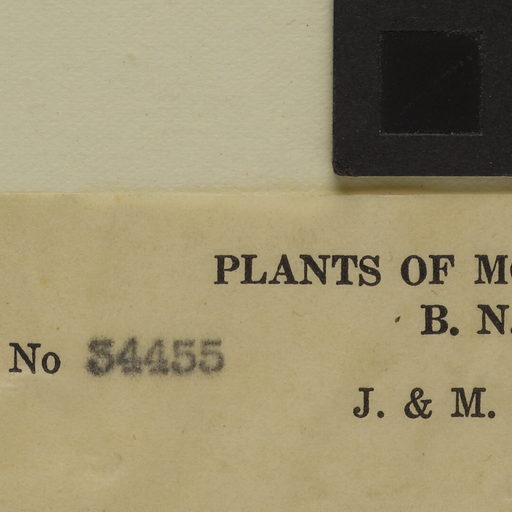 PLANTS OF
B. N.
No 34455
J. & M.